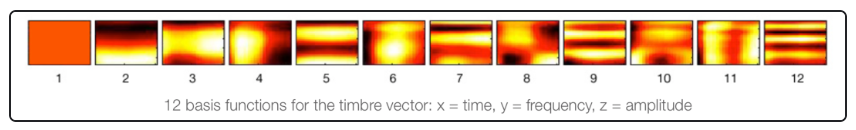 1 2 3 4 5 6 7 8 9 10 11 12
12 basis functions for the timbre vector: x = time, y = frequency, z = amplitude